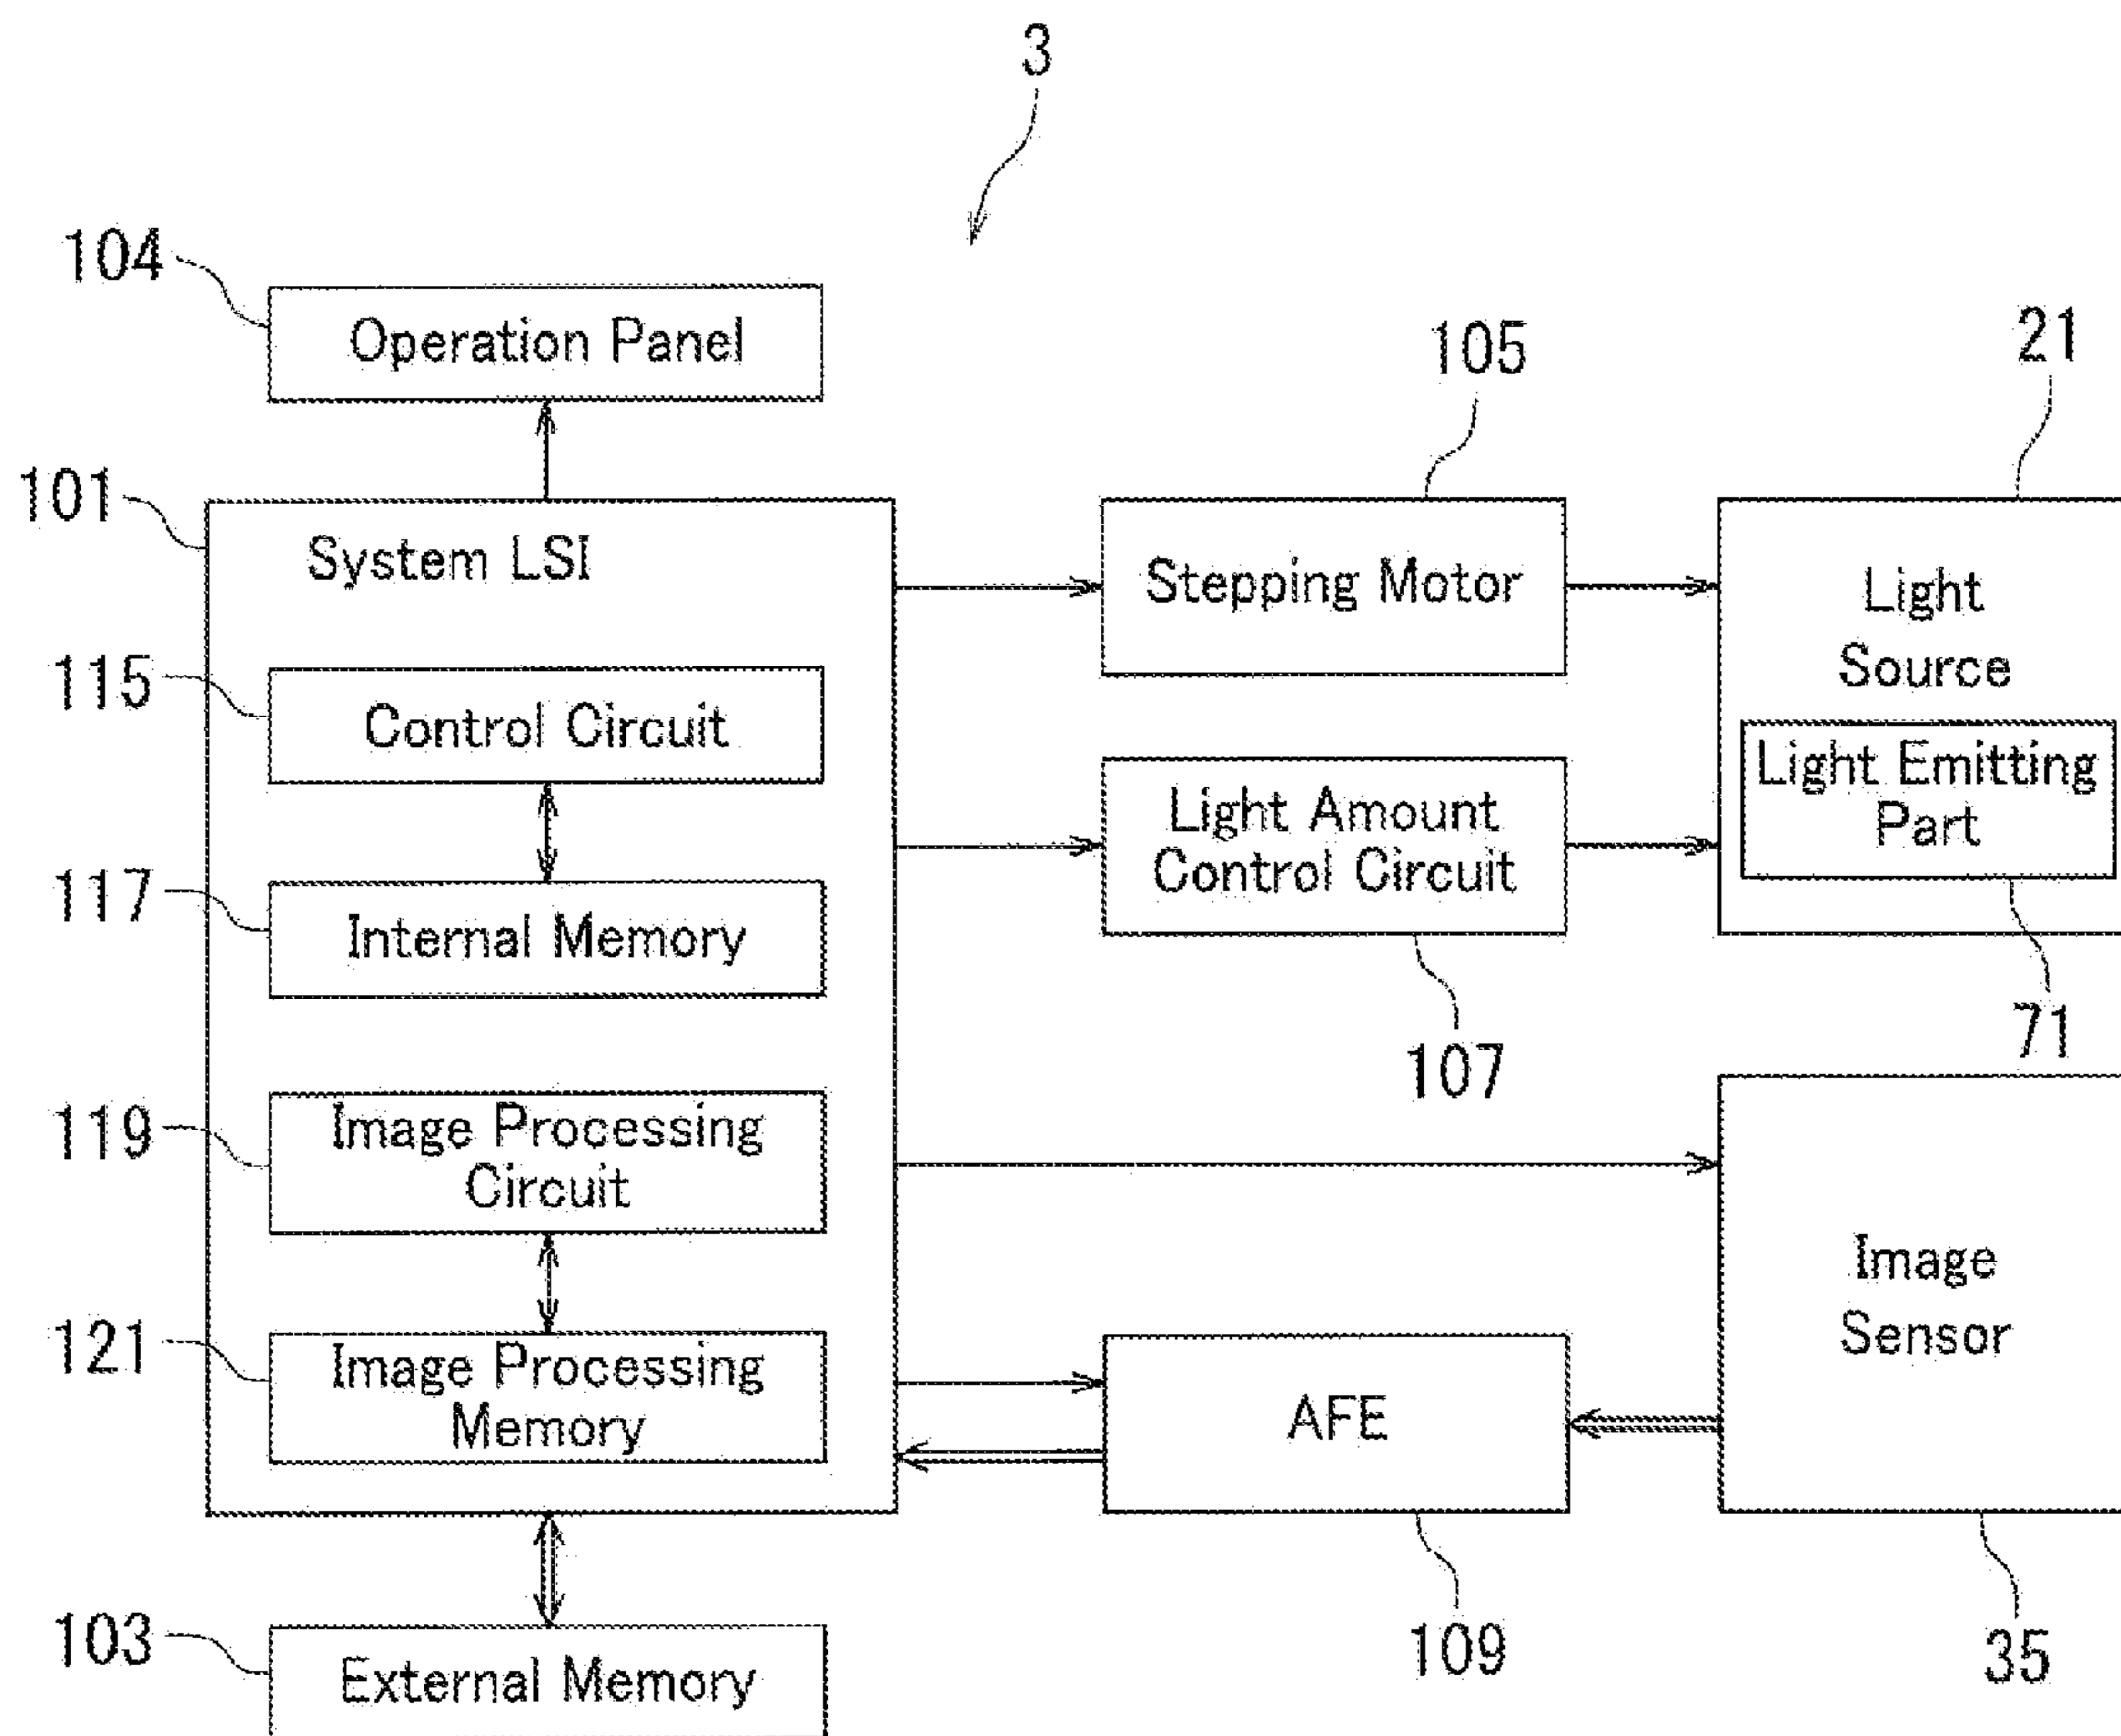 3
104
Operation Panel
105
21
101
System LSI
Stepping Motor
Light
Source
115
Control Circuit
Light Emitting
Part
Light Amount
Control Circuit
117
Internal Memory
107
71
119
Image Processing
Circuit
Image
Sensor
121
Image Processing
Memory
AFE
103
External Memory
109
35